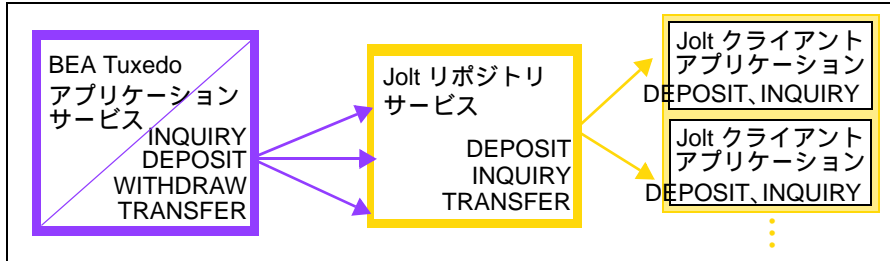 BEA Tuxedo
アプリケーション
サービス
INQUIRY
DEPOSIT
WITHDRAW
TRANSFER
Jolt リポジトリ
サービス
DEPOSIT
INQUIRY
TRANSFER
Jolt クライアント
アプリケーション
DEPOSIT、INQUIRY
Jolt クライアント
アプリケーション
DEPOSIT、INQUIRY